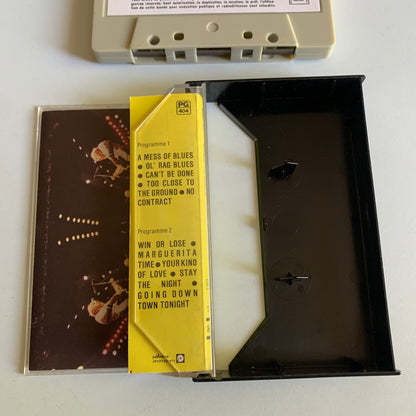 gistrée réservés. Sauf autorisation, la duplication, la location, le prêt, l'utilisa-
tion de cette bande pour exécution publique et radiodiffusion sont interdits.
PG
404
Programme 1
A MESS OF BLUES
● OL' RAG BLUES
● CAN'T BE DONE
● TOO CLOSE TO
THE GROUND ● NO
CONTRACT
Programme 2
WIN OR LOSE ●
MARGUERITA
TIME ● YOUR KIND
OF LOVE ● STAY
THE NIGHT ●
GOING DOWN
TOWN TONIGHT